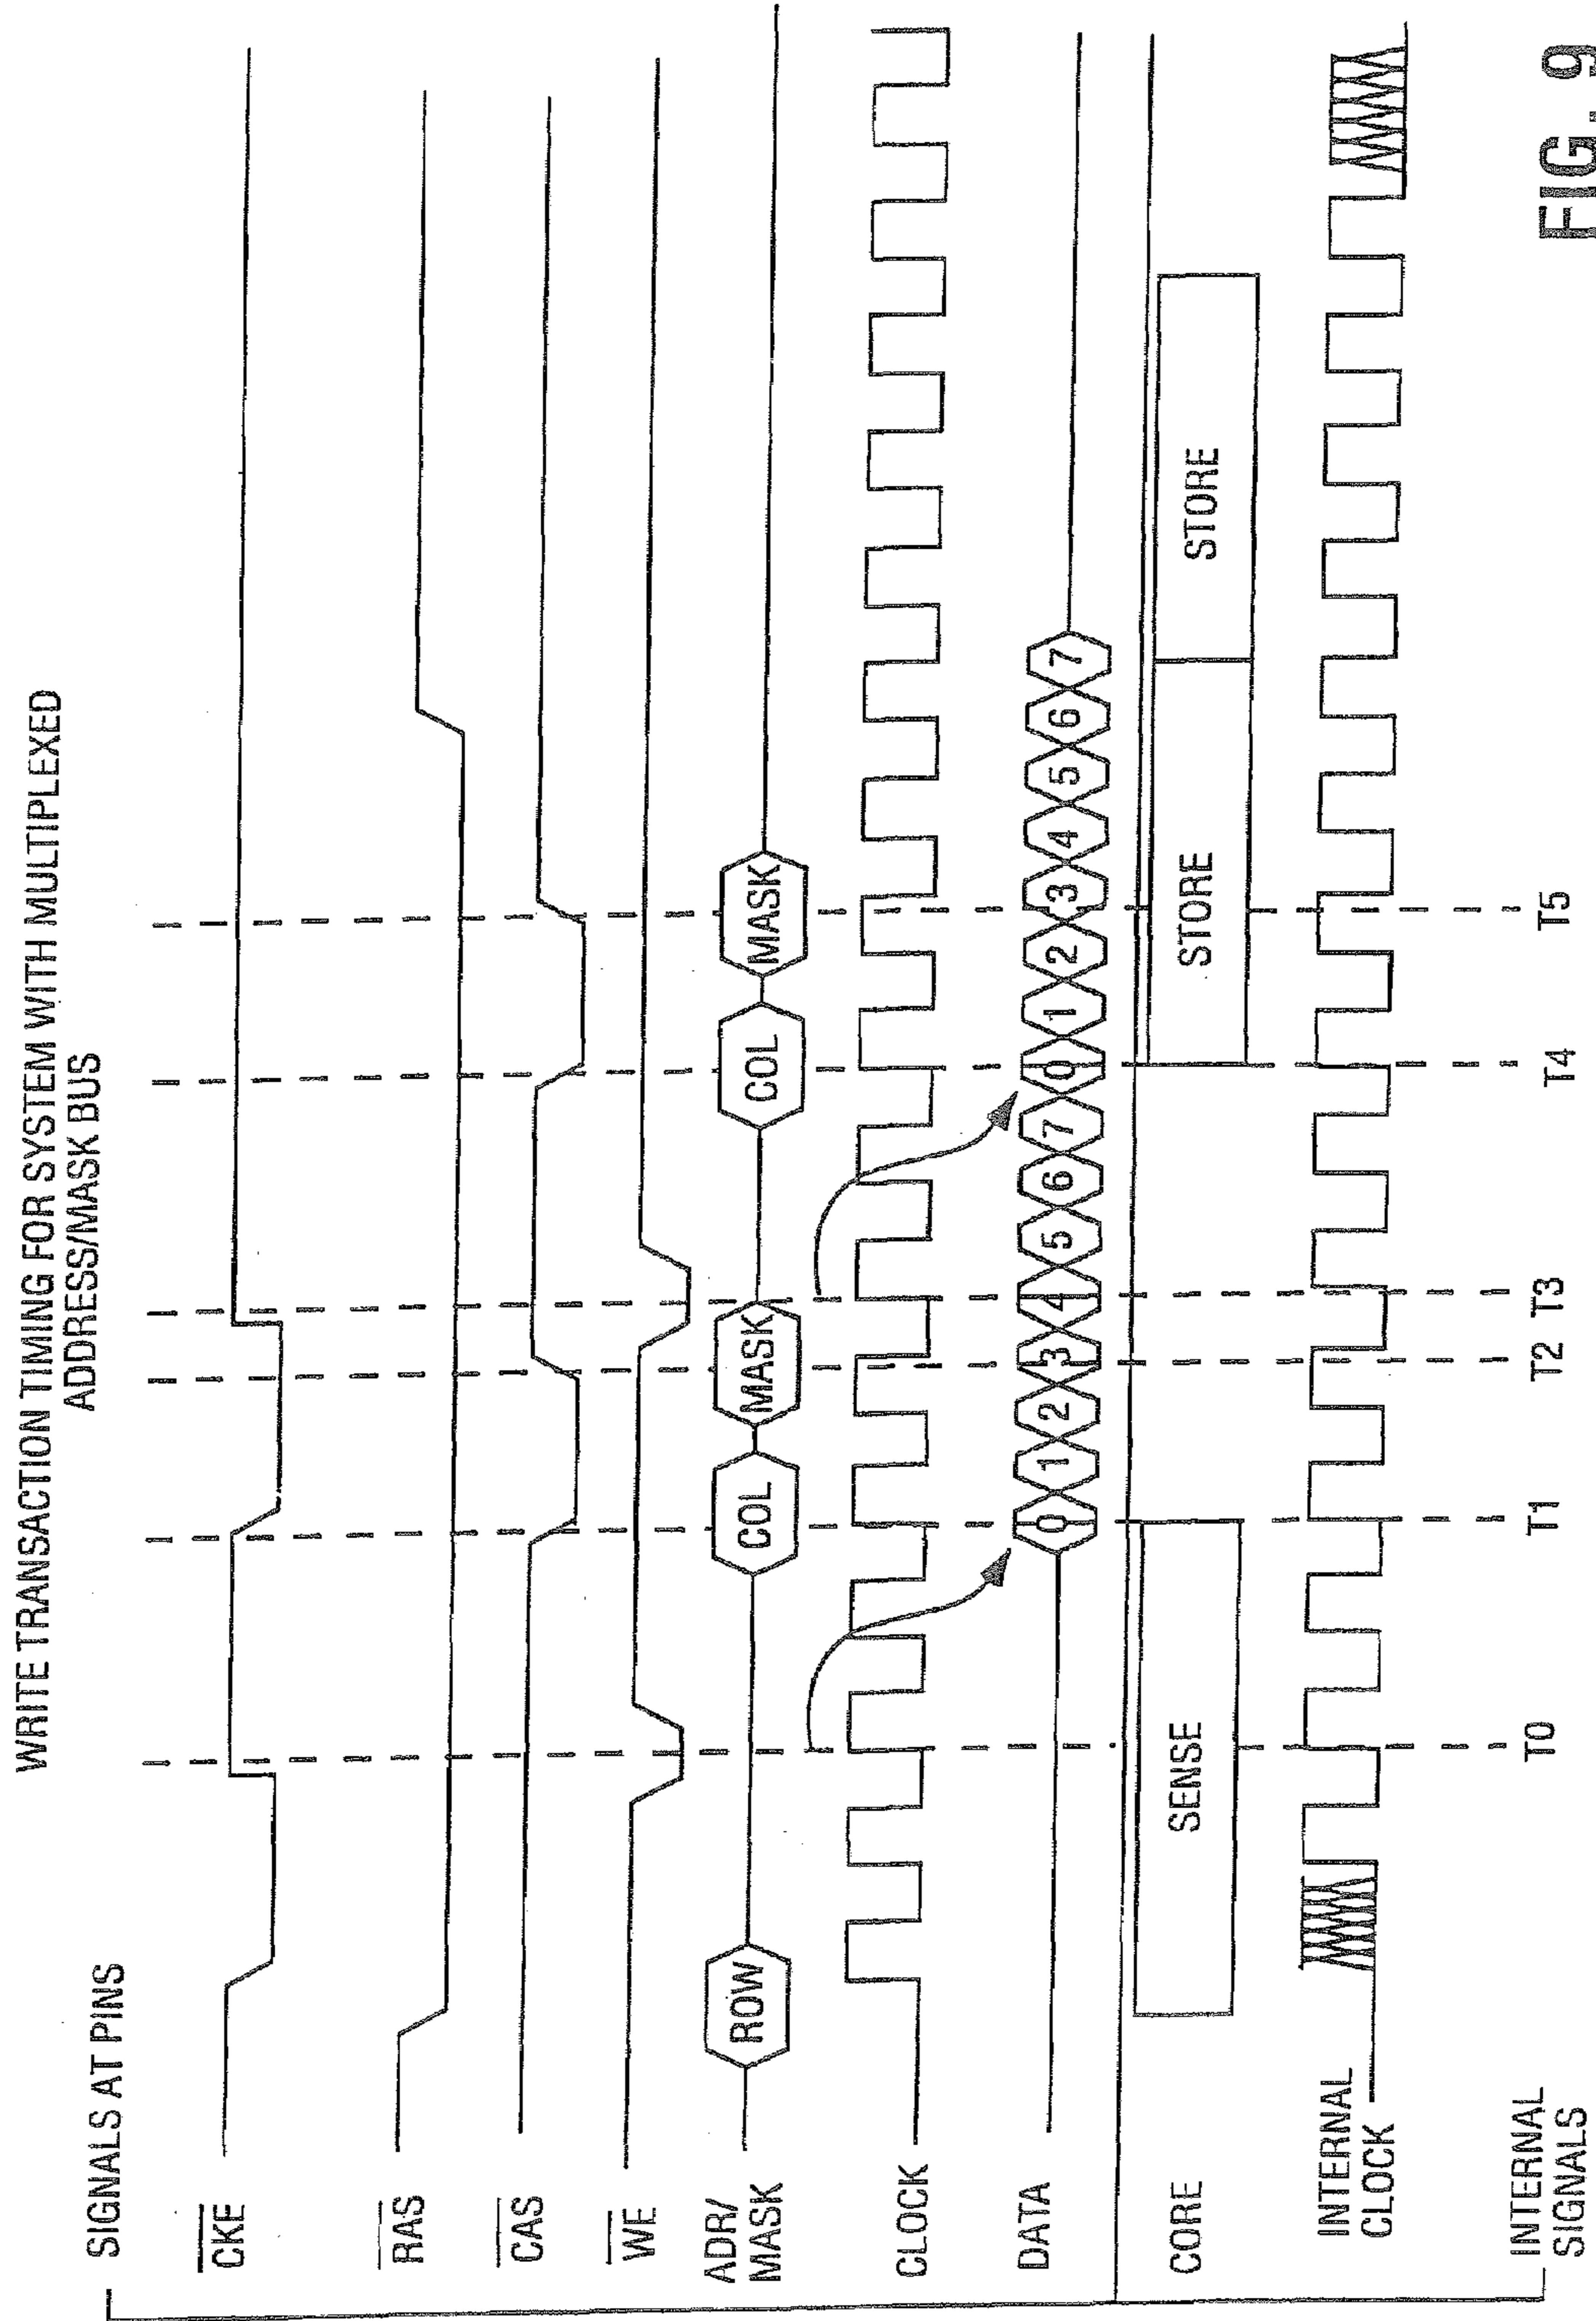 WRITE TRANSACTION TIMING FOR SYSTEM WITH MULTIPLEXED
ADDRESS/MASK BUS
SIGNALS AT PINS
CKE
RAS
CAS
WE
ADR/
MASK
ROW
COL
MASK
COL
MASK
CLOCK
DATA
0 1 2 3 4 5 6 7 0 1 2 3 4 5 6 7
CORE
SENSE
STORE
STORE
INTERNAL
CLOCK
INTERNAL
SIGNALS
T0 T1 T2 T3 T4 T5
FIG. 9